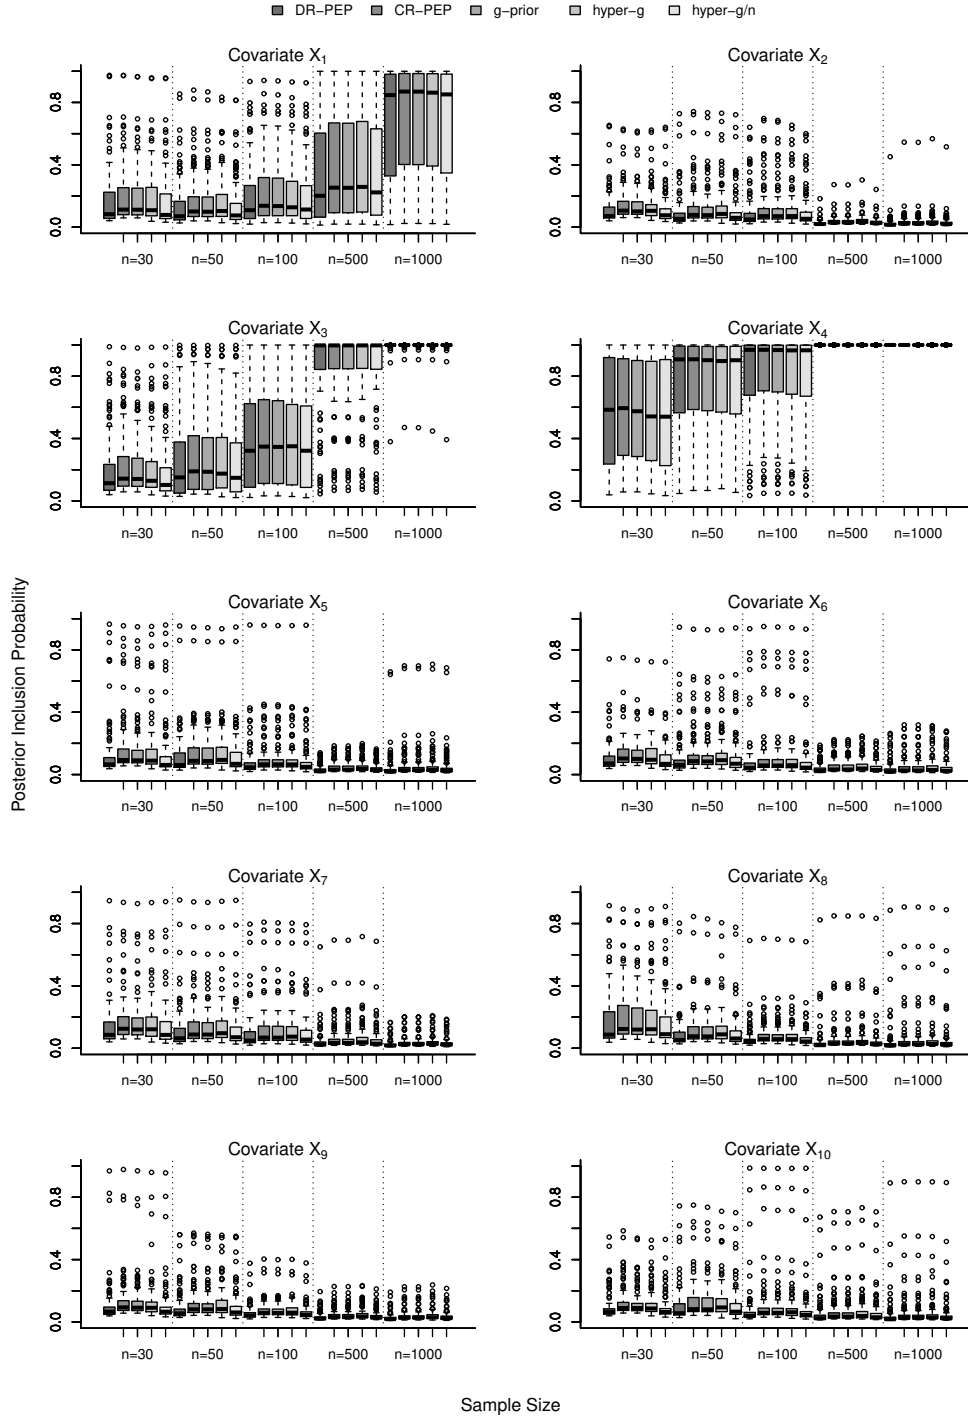 DR−PEP CR−PEP g−prior hyper−g hyper−g/n
Covariate X1
0.0 0.4 0.8
n=30 n=50 n=100 n=500 n=1000
Covariate X2
0.0 0.4 0.8
n=30 n=50 n=100 n=500 n=1000
Covariate X3
0.0 0.4 0.8
n=30 n=50 n=100 n=500 n=1000
Covariate X4
0.0 0.4 0.8
n=30 n=50 n=100 n=500 n=1000
Posterior Inclusion Probability
Covariate X5
0.0 0.4 0.8
n=30 n=50 n=100 n=500 n=1000
Covariate X6
0.0 0.4 0.8
n=30 n=50 n=100 n=500 n=1000
Covariate X7
0.0 0.4 0.8
n=30 n=50 n=100 n=500 n=1000
Covariate X8
0.0 0.4 0.8
n=30 n=50 n=100 n=500 n=1000
Covariate X9
0.0 0.4 0.8
n=30 n=50 n=100 n=500 n=1000
Covariate X10
0.0 0.4 0.8
n=30 n=50 n=100 n=500 n=1000
Sample Size